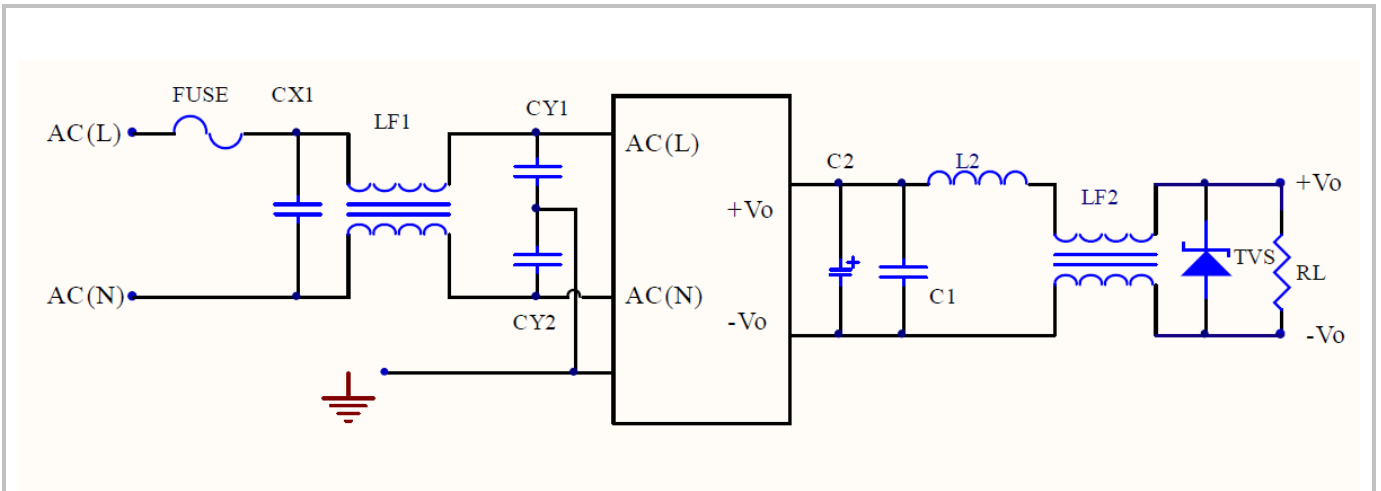 FUSE
CX1
LF1
CY1
AC(L)
AC(L)
C2
L2
LF2
+Vo
+Vo
TVS
RL
C1
AC(N)
AC(N)
CY2
-Vo
-Vo